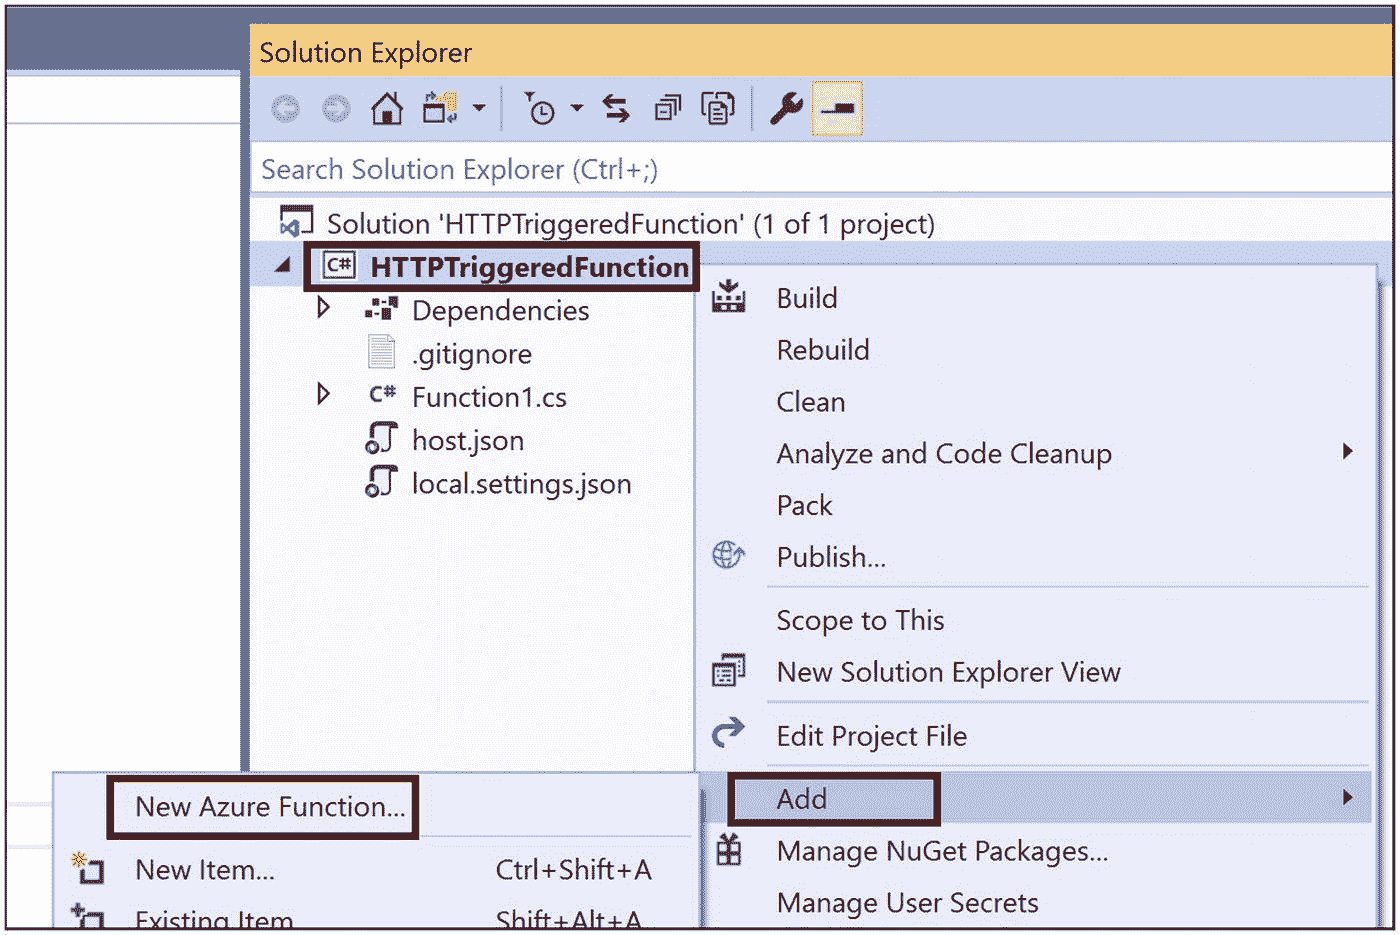 Solution Explorer
Search Solution Explorer (Ctrl+;)
Solution 'HTTPTriggeredFunction' (1 of 1 project)
C# HTTPTriggeredFunction
Dependencies
.gitignore
C# Function1.cs
host.json
local.settings.json
Build
Rebuild
Clean
Analyze and Code Cleanup
Pack
Publish...
Scope to This
New Solution Explorer View
Edit Project File
Add
Manage NuGet Packages...
Manage User Secrets
New Azure Function...
New Item... Ctrl+Shift+A
Existing Item Shift+Alt+A